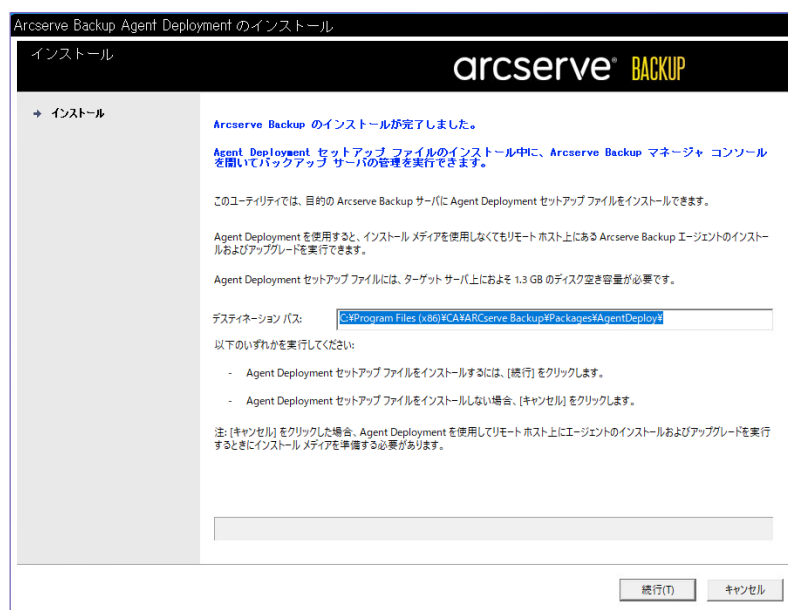 Arcserve Backup Agent Deployment のインストール
インストール
arcserve® BACKUP
インストール
Arcserve Backup のインストールが完了しました。
Agent Deployment セットアップ ファイルのインストール中に、Arcserve Backup マネージャ コンソール
を開いてバックアップ サーバの管理を実行できます。
このユーティリティでは、目的の Arcserve Backup サーバに Agent Deployment セットアップ ファイルをインストールできます。
Agent Deployment を使用すると、インストール メディアを使用しなくてもリモート ホスト上にある Arcserve Backup エージェントのインストー
ルおよびアップグレードを実行できます。
Agent Deployment セットアップ ファイルには、ターゲット サーバ上におよそ 1.3 GB のディスク空き容量が必要です。
デスティネーション パス: C:¥Program Files (x86)¥CA¥ARCserve Backup¥Packages¥AgentDeploy¥
以下のいずれかを実行してください:
- Agent Deployment セットアップ ファイルをインストールするには、[続行] をクリックします。
- Agent Deployment セットアップ ファイルをインストールしない場合、[キャンセル] をクリックします。
注: [キャンセル] をクリックした場合、Agent Deployment を使用してリモート ホスト上にエージェントのインストールおよびアップグレードを実行
するときにインストール メディアを準備する必要があります。
続行(T) キャンセル